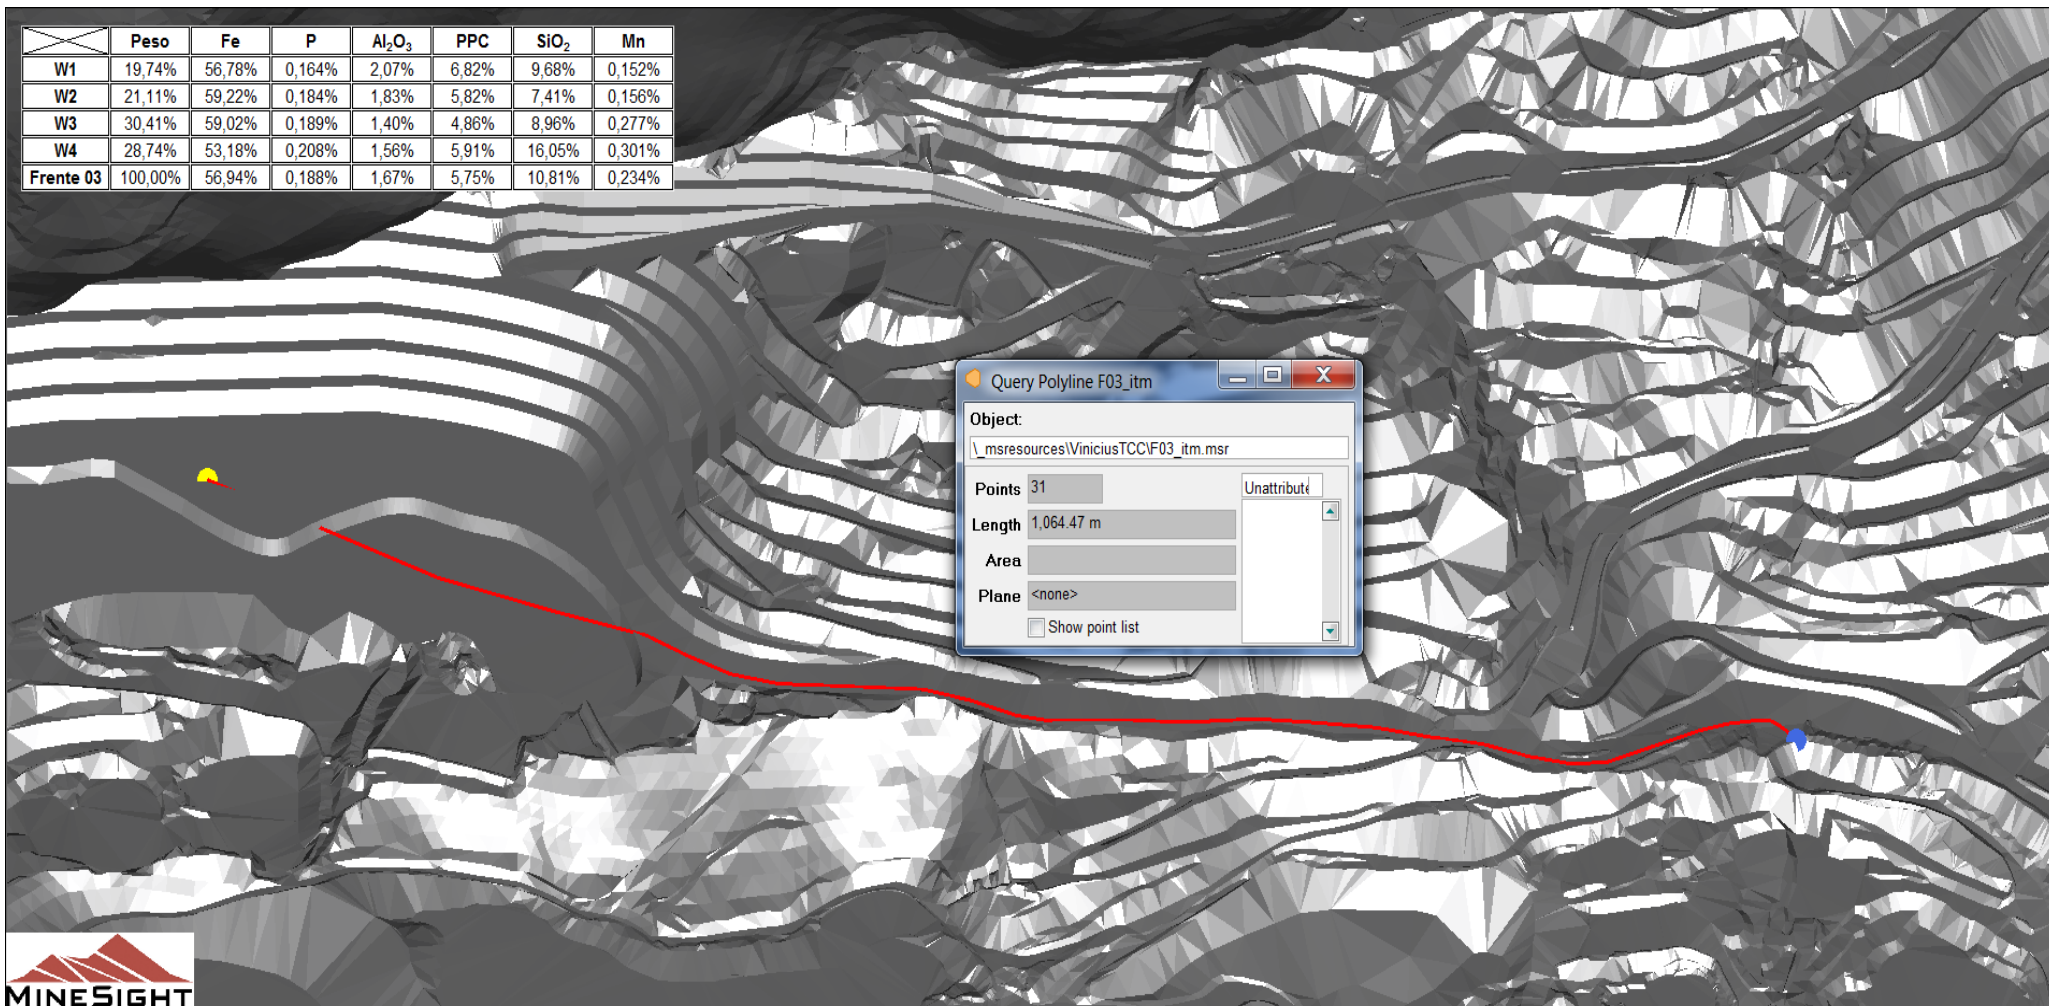 Peso Fe P Al₂O₃ PPC SiO₂ Mn
W1 19,74% 56,78% 0,164% 2,07% 6,82% 9,68% 0,152%
W2 21,11% 59,22% 0,184% 1,83% 5,82% 7,41% 0,156%
W3 30,41% 59,02% 0,189% 1,40% 4,86% 8,96% 0,277%
W4 28,74% 53,18% 0,208% 1,56% 5,91% 16,05% 0,301%
Frente 03 100,00% 56,94% 0,188% 1,67% 5,75% 10,81% 0,234%
Query Polyline F03_itm
Object:
\_msresources\ViniciusTCC\F03_itm.msr
Points 31 Unattribute
Length 1,064.47 m
Area
Plane <none>
Show point list
MINESIGHT